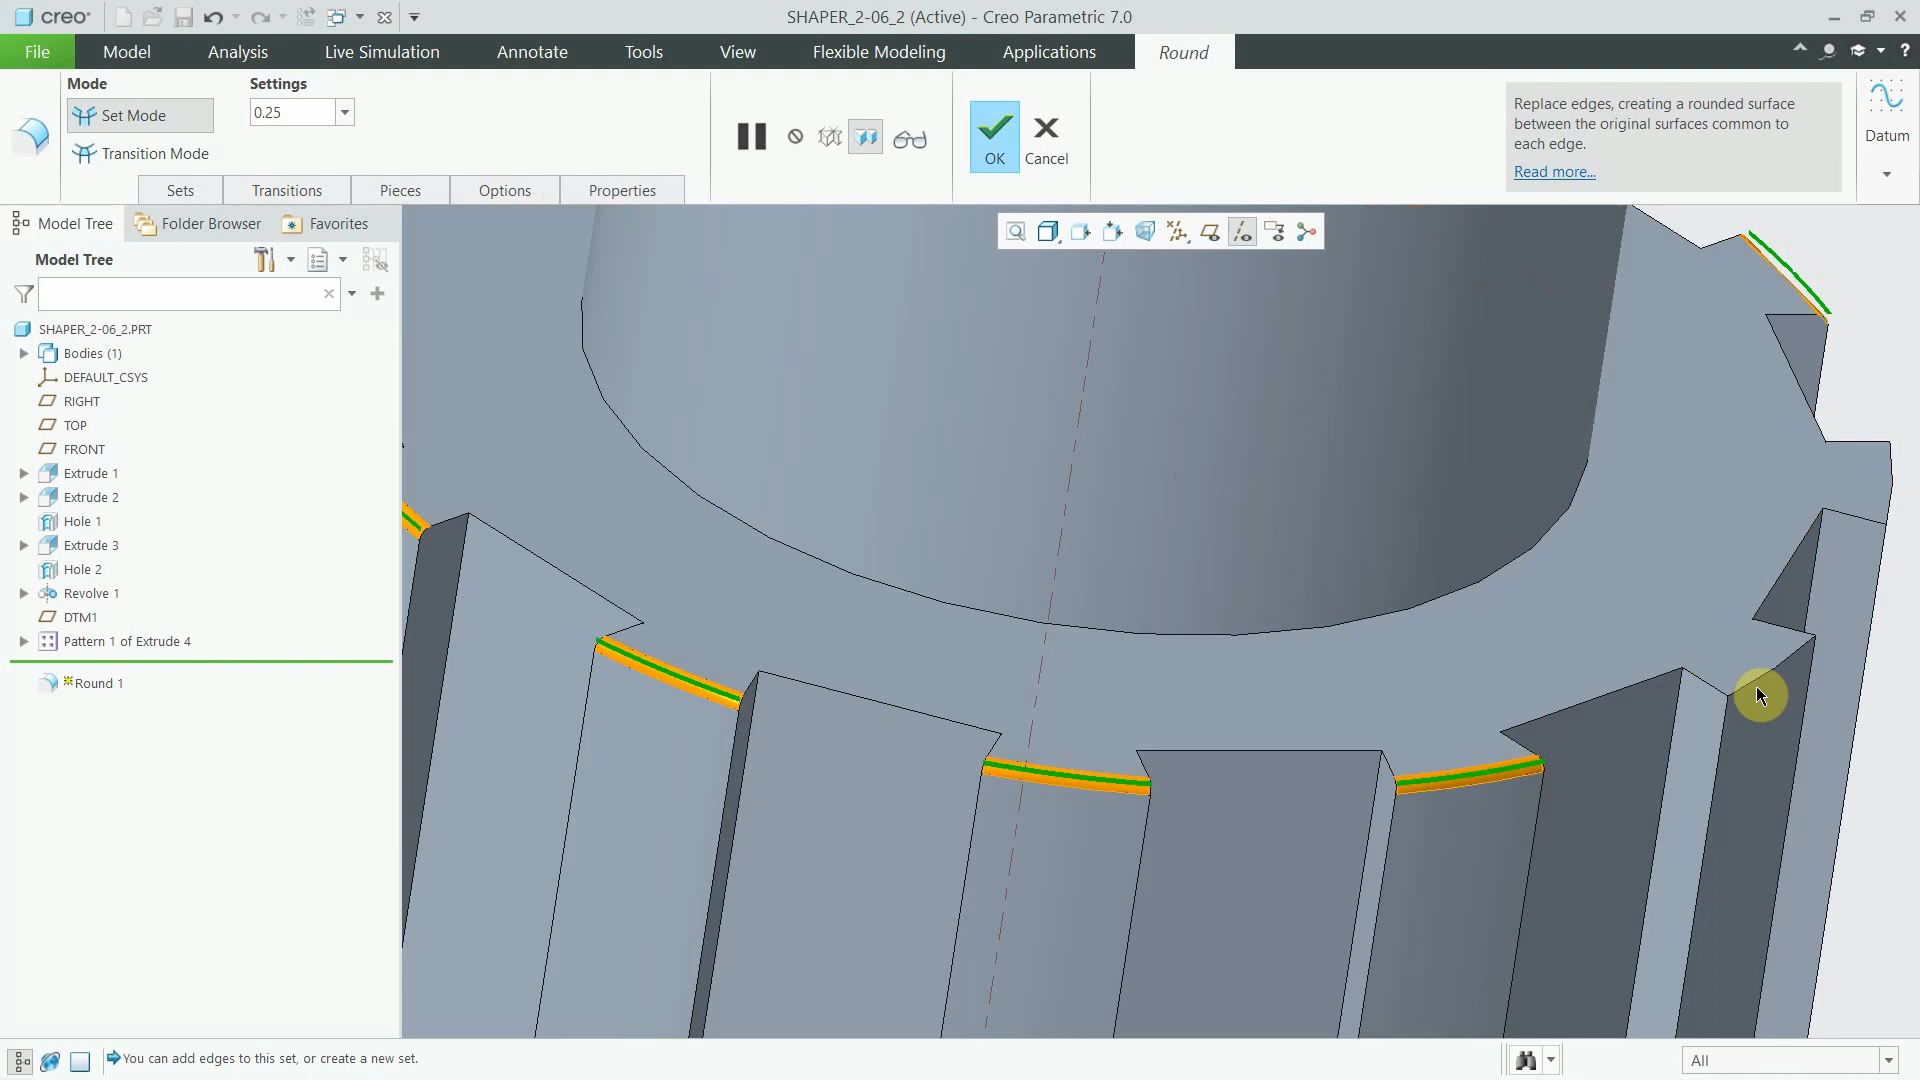 creo
SHAPER_2-06_2 (Active) - Creo Parametric 7.0
File
Model
Analysis
Live Simulation
Annotate
Tools
View
Flexible Modeling
Applications
Round
Mode
Settings
Set Mode
0.25
Transition Mode
OK
Cancel
Replace edges, creating a rounded surface
between the original surfaces common to
each edge.
Read more...
Datum
Sets
Transitions
Pieces
Options
Properties
Model Tree
Folder Browser
Favorites
Model Tree
SHAPER_2-06_2.PRT
Bodies (1)
DEFAULT_CSYS
RIGHT
TOP
FRONT
Extrude 1
Extrude 2
Hole 1
Extrude 3
Hole 2
Revolve 1
DTM1
Pattern 1 of Extrude 4
Round 1
You can add edges to this set, or create a new set.
All